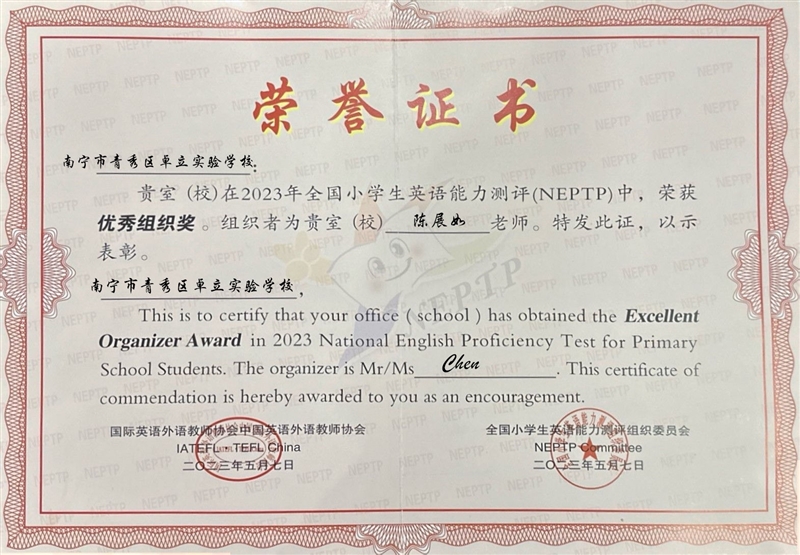 荣誉证书
南宁市青秀区卓立实验学校:
贵室（校）在2023年全国小学生英语能力测评(NEPTP)中，荣获
优秀组织奖。组织者为贵室（校）陈展如老师。特发此证，以示
表彰。
南宁市青秀区卓立实验学校,
This is to certify that your office ( school ) has obtained the Excellent
Organizer Award in 2023 National English Proficiency Test for Primary
School Students. The organizer is Mr/Ms Chen. This certificate of
commendation is hereby awarded to you as an encouragement.
国际英语外语教师协会中国英语外语教师协会
IATEFL - TEFL China
二〇二三年五月七日
全国小学生英语能力测评组织委员会
NEPTP Committee
二〇二三年五月七日
NEPTP